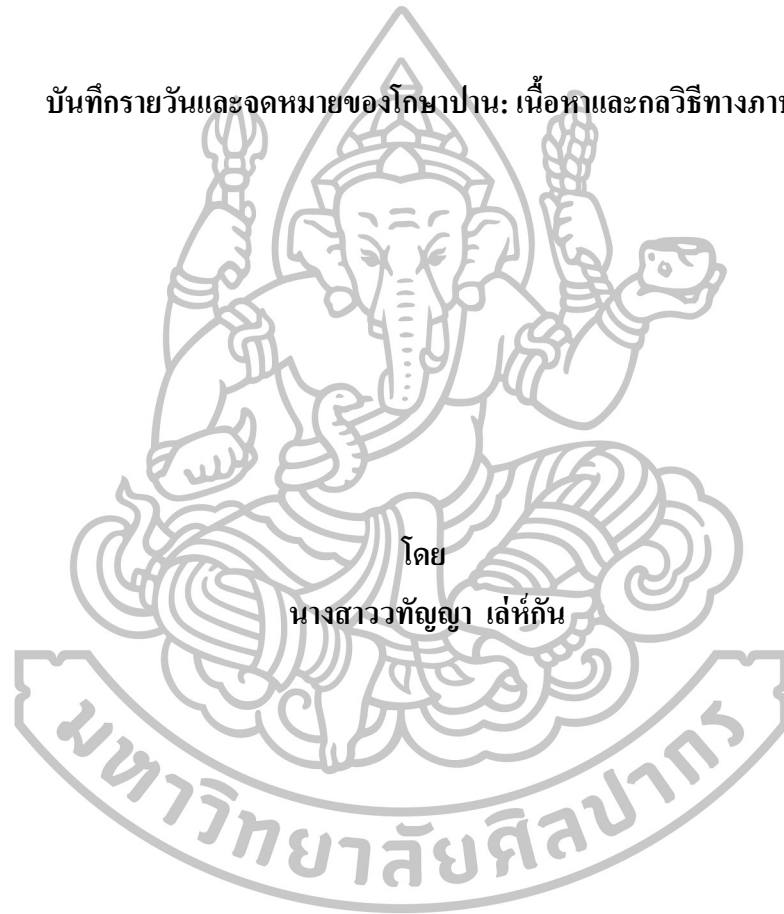 บันทึกรายวันและจดหมายของโกษาปาน: เนื้อหาและกลวิธีทาง
โดย
นางสาววทัญญา เล่ห์กัน
มหาวิทยาลัยศิลปากร